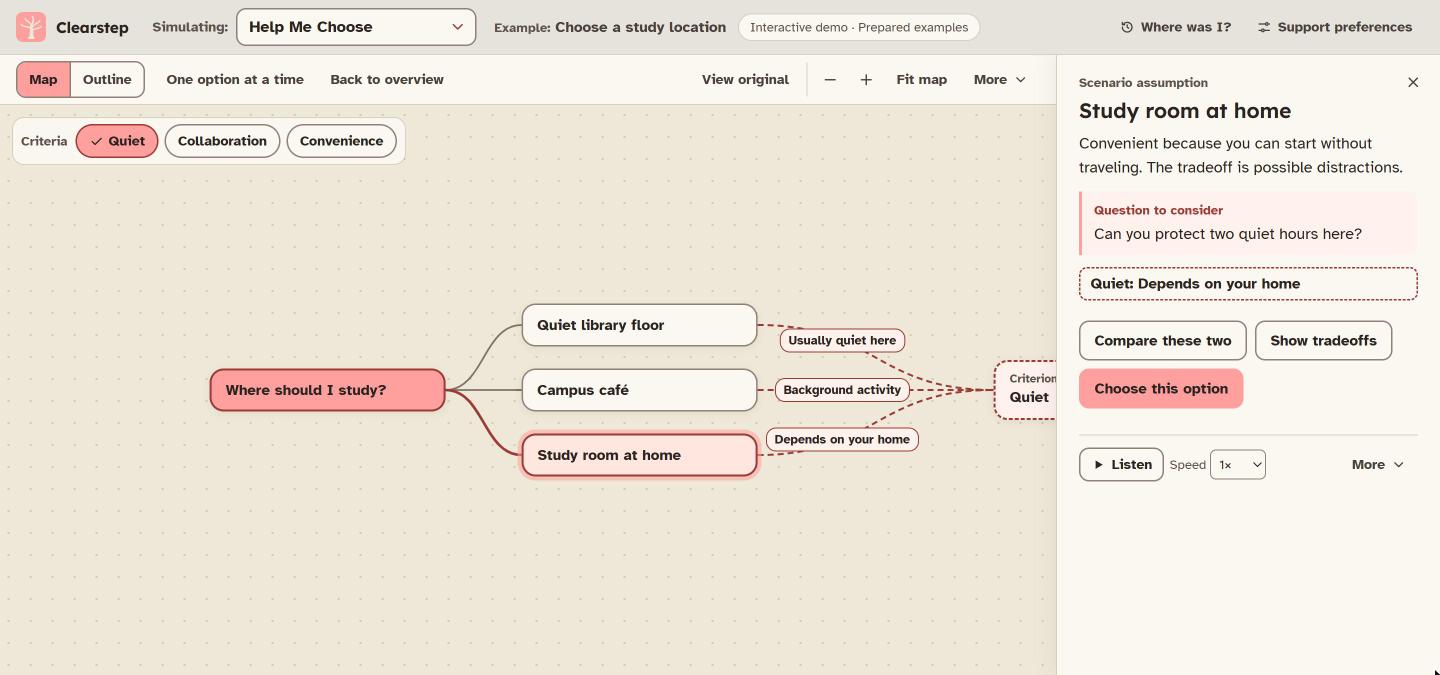 Clearstep
Simulating: Help Me Choose
Example: Choose a study location
Interactive demo · Prepared examples
Where was I?
Support preferences
Map
Outline
One option at a time
Back to overview
View original
Fit map
More
Criteria
Quiet
Collaboration
Convenience
Where should I study?
Quiet library floor
Campus café
Study room at home
Usually quiet here
Background activity
Depends on your home
Criterion
Quiet
Scenario assumption
Study room at home
Convenient because you can start without
traveling. The tradeoff is possible distractions.
Question to consider
Can you protect two quiet hours here?
Quiet: Depends on your home
Compare these two
Show tradeoffs
Choose this option
Listen
Speed 1×
More